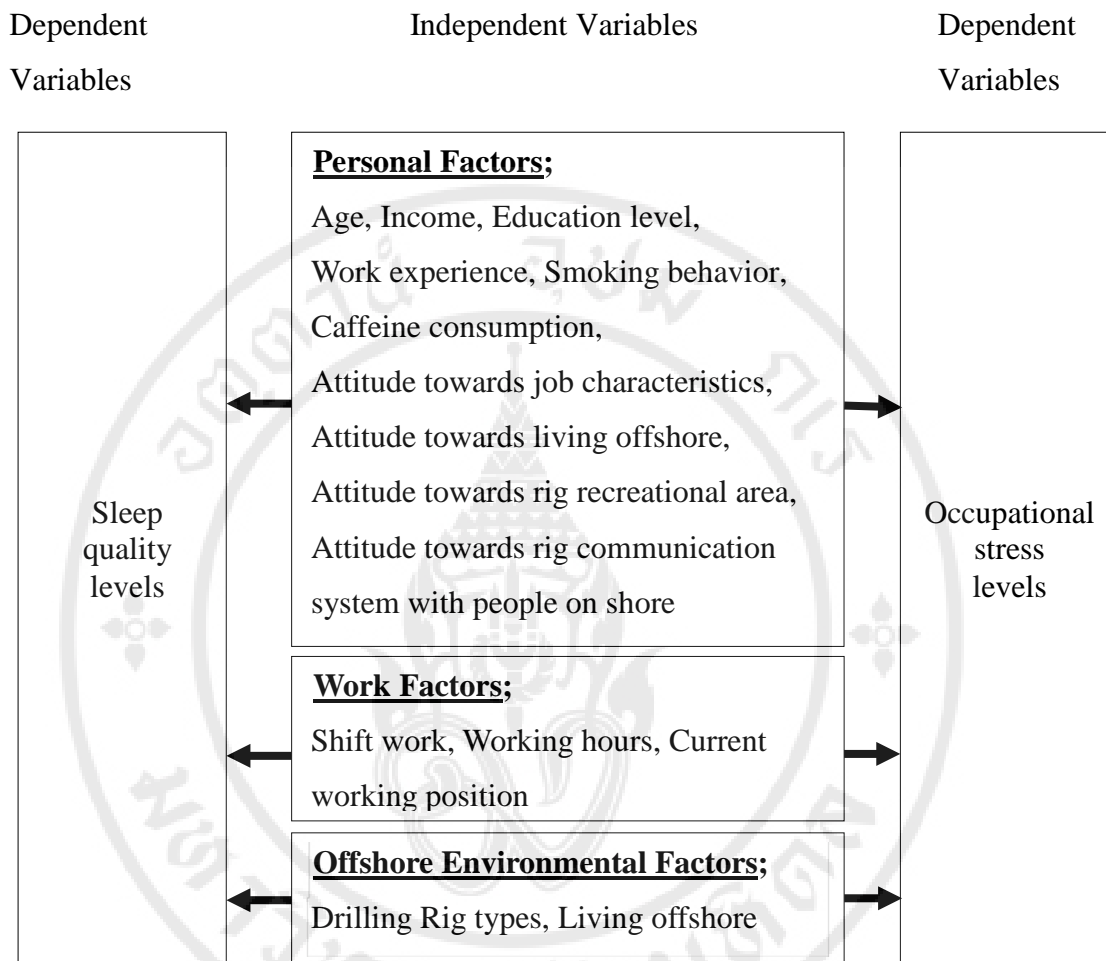 Dependent
Variables
Independent Variables
Dependent
Variables
Sleep
quality
levels
Personal Factors;
Age, Income, Education level,
Work experience, Smoking behavior,
Caffeine consumption,
Attitude towards job characteristics,
Attitude towards living offshore,
Attitude towards rig recreational area,
Attitude towards rig communication
system with people on shore
Work Factors;
Shift work, Working hours, Current
working position
Offshore Environmental Factors;
Drilling Rig types, Living offshore
Occupational
stress
levels